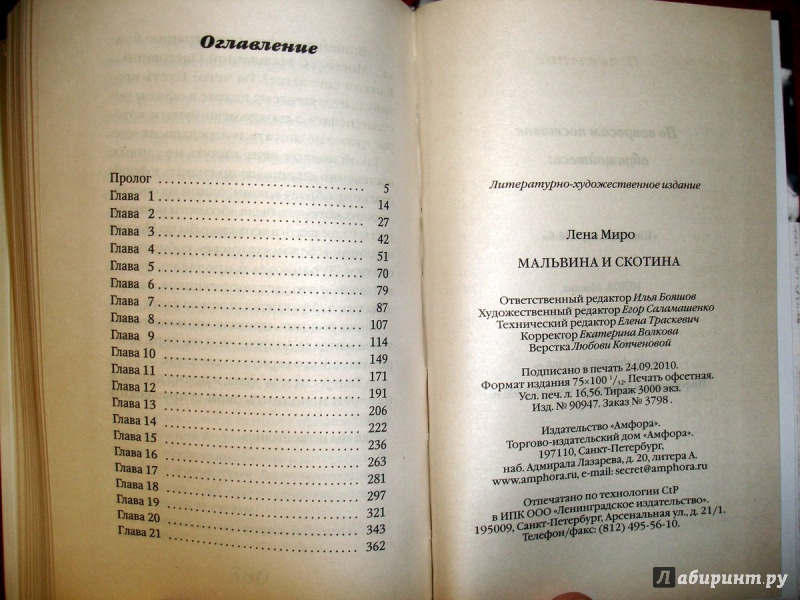 Оглавление
Пролог 5
Глава 1 14
Глава 2 27
Глава 3 42
Глава 4 51
Глава 5 70
Глава 6 79
Глава 7 87
Глава 8 107
Глава 9 114
Глава 10 149
Глава 11 171
Глава 12 191
Глава 13 206
Глава 14 222
Глава 15 236
Глава 16 263
Глава 17 281
Глава 18 297
Глава 19 321
Глава 20 343
Глава 21 362
Литературно-художественное издание
Лена Миро
МАЛЬВИНА И СКОТИНА
Ответственный редактор Илья Бояшов
Художественный редактор Егор Саламашенко
Технический редактор Елена Траскевич
Корректор Екатерина Волкова
Верстка Любови Копченовой
Подписано в печать 24.09.2010.
Формат издания 75×100 1/32. Печать офсетная.
Усл. печ. л. 16,56. Тираж 3000 экз.
Изд. № 90947. Заказ № 3798 .
Издательство «Амфора».
Торгово-издательский дом «Амфора».
197110, Санкт-Петербург,
наб. Адмирала Лазарева, д. 20, литера А.
www.amphora.ru, e-mail: secret@amphora.ru
Отпечатано по технологии CtP
в ИПК ООО «Ленинградское издательство».
195009, Санкт-Петербург, Арсенальная ул., д. 21/1.
Телефон/факс: (812) 495-56-10.
Лабиринт.ру